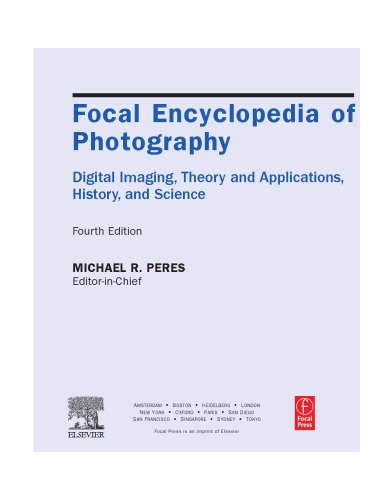 Focal Encyclopedia of
Photography
Digital Imaging, Theory and Applications,
History, and Science
Fourth Edition
MICHAEL R. PERES
Editor-in-Chief
AMSTERDAM • BOSTON • HEIDELBERG • LONDON
NEW YORK • OXFORD • PARIS • SAN DIEGO
SAN FRANCISCO • SINGAPORE • SYDNEY • TOKYO
Focal Press is an imprint of Elsevier
ELSEVIER
Focal
Press